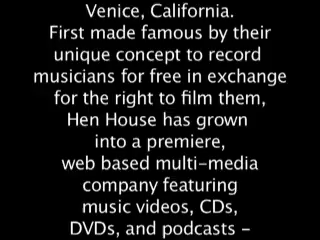 Venice, California.
First made famous by their
unique concept to record
musicians for free in exchange
for the right to film them,
Hen House has grown
into a premiere,
web based multi-media
company featuring
music videos, CDs,
DVDs, and podcasts -